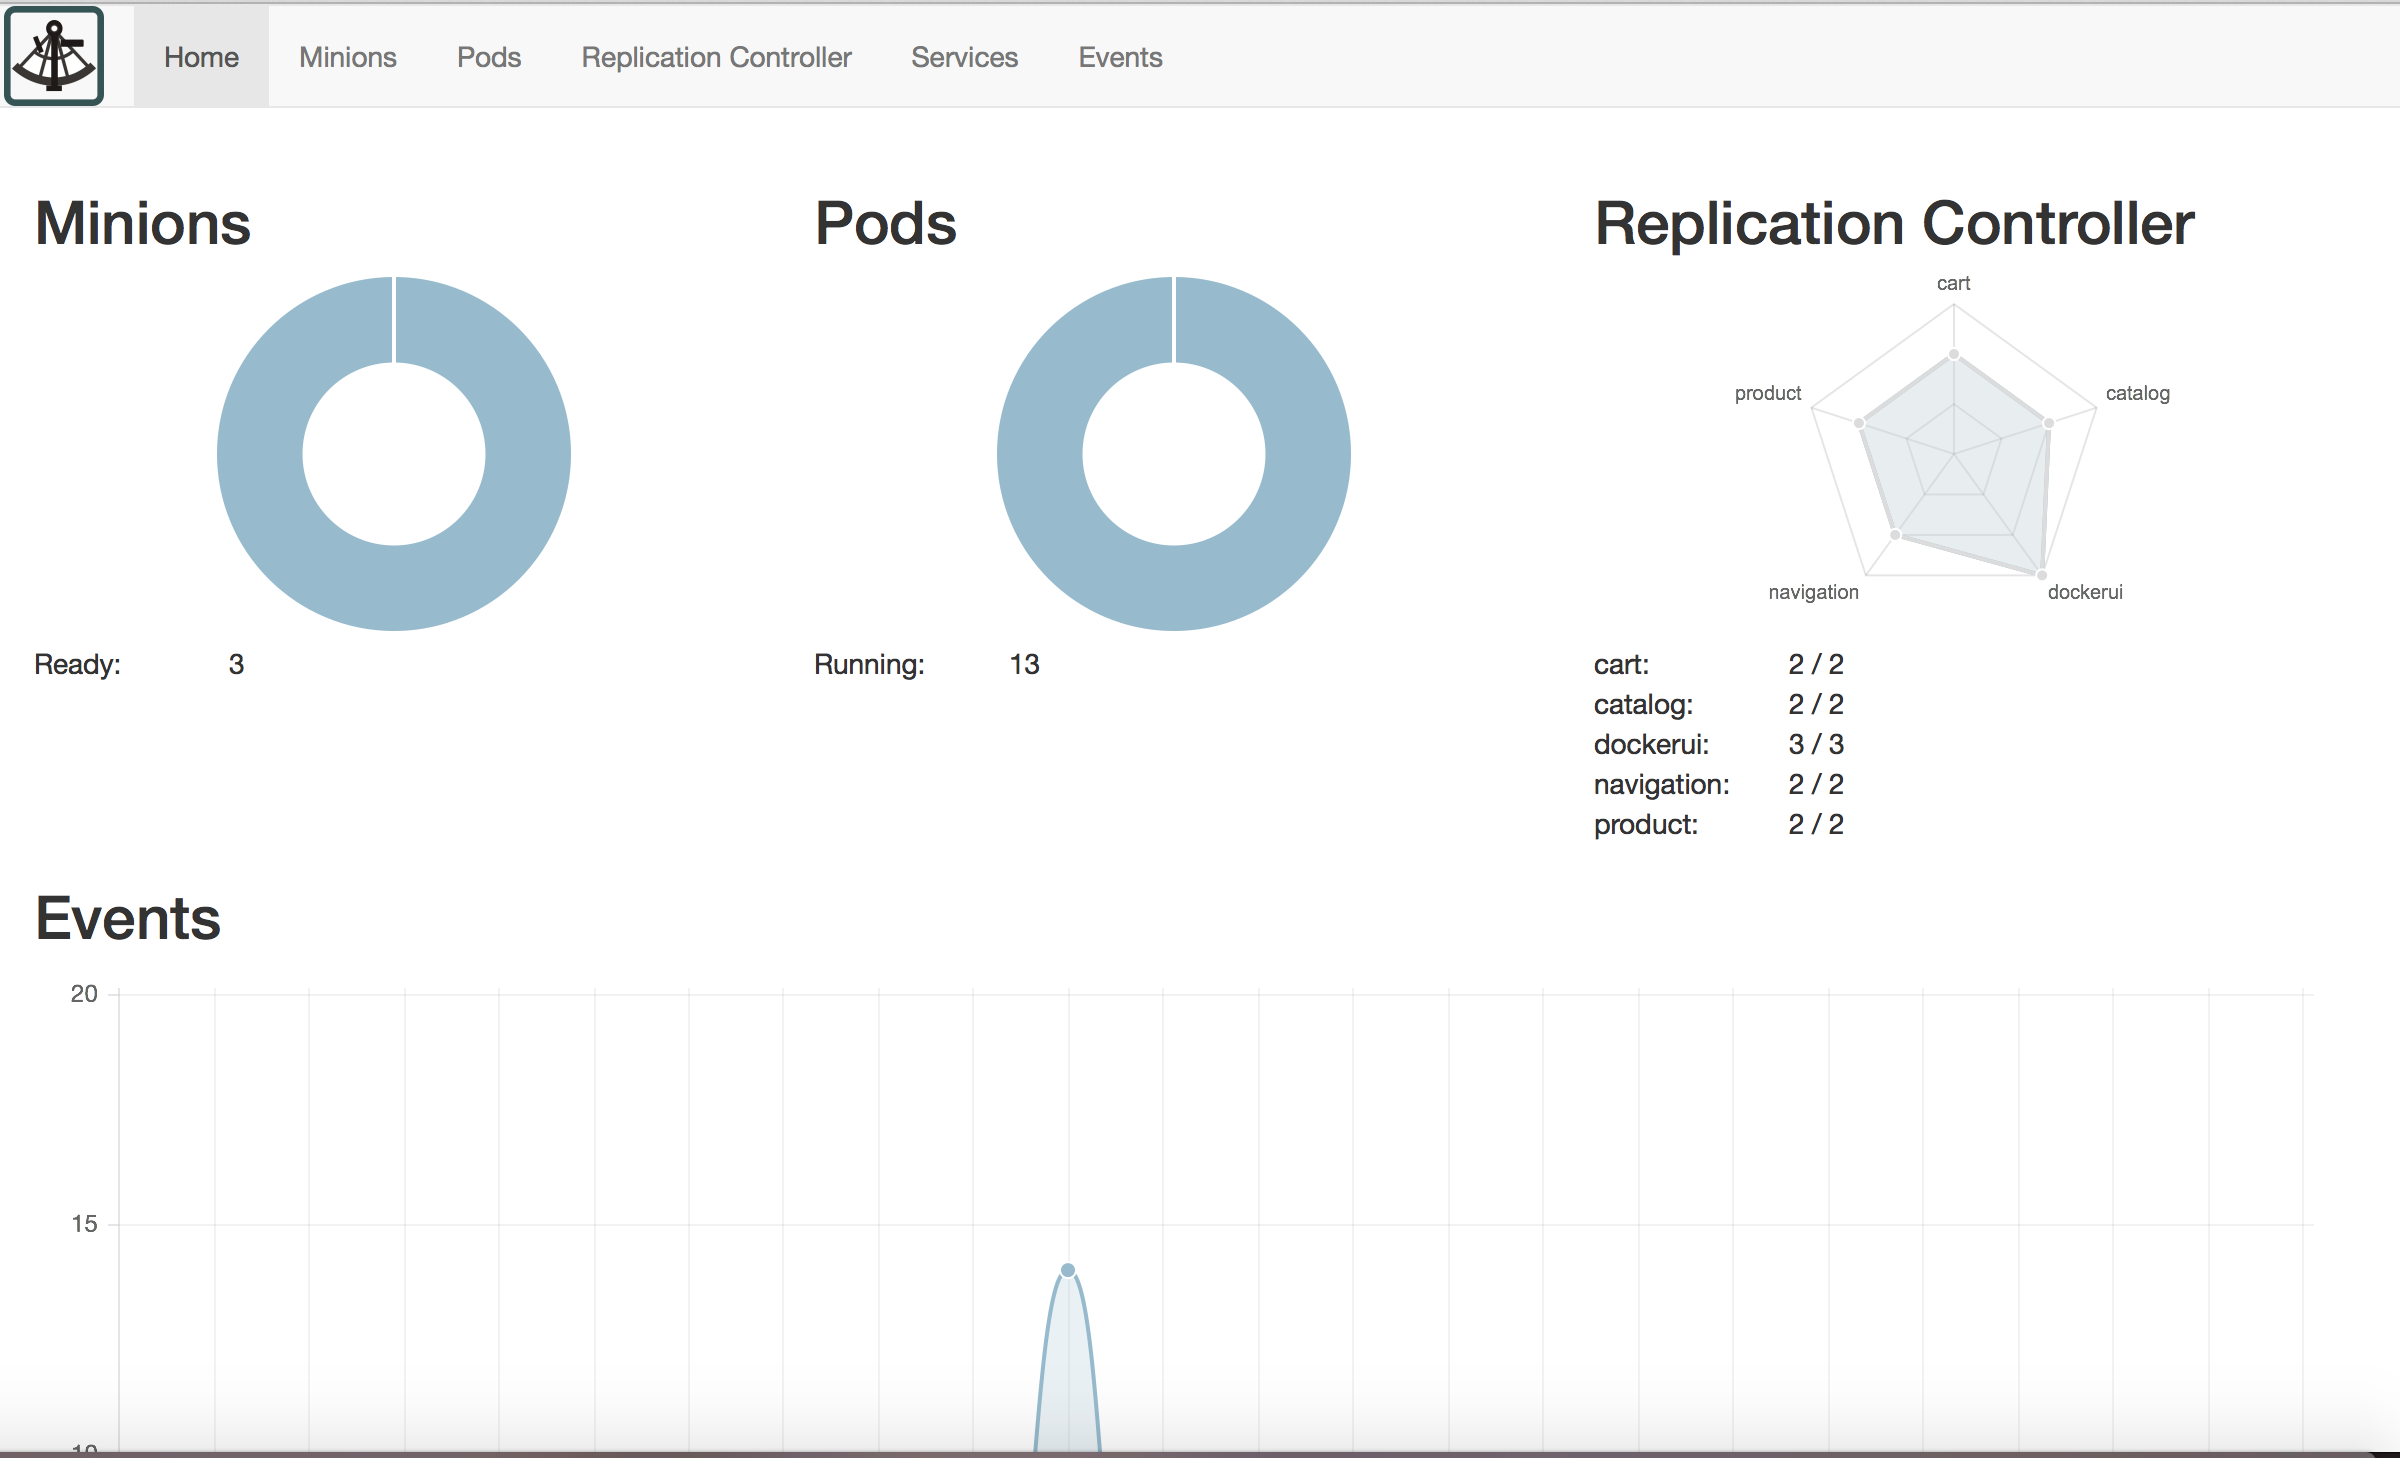 Home Minions Pods Replication Controller Services Events
Minions
Ready: 3
Pods
Running: 13
Replication Controller
cart
product catalog
navigation dockerui
cart: 2 / 2
catalog: 2 / 2
dockerui: 3 / 3
navigation: 2 / 2
product: 2 / 2
Events
20
15
10